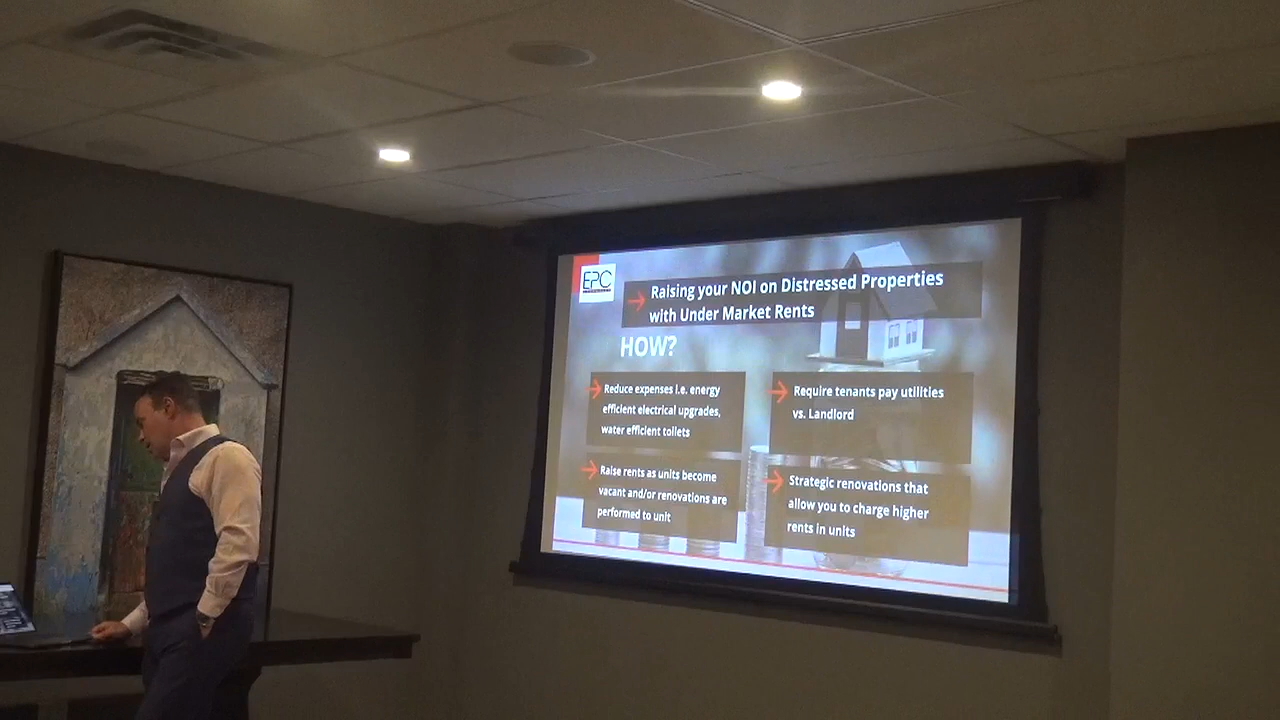 EPC
Raising your NOI on Distressed Properties
with Under Market Rents
HOW?
Reduce expenses i.e. energy
efficient electrical upgrades,
water efficient toilets
Require tenants pay utilities
vs. Landlord
Raise rents as units become
vacant and/or renovations are
performed to unit
Strategic renovations that
allow you to charge higher
rents in units